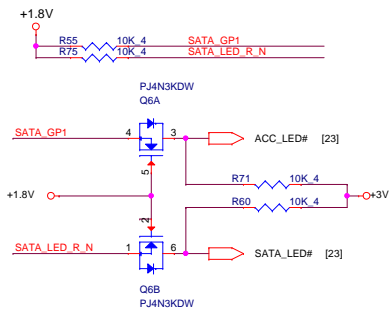 +1.8V
R55 10K_4 SATA_GP1
R75 10K_4 SATA_LED_R_N
PJ4N3KDW
Q6A
SATA_GP1 4 3 ACC_LED# [23]
5
R71 10K_4
+1.8V +3V
R60 10K_4
2
SATA_LED_R_N 1 6 SATA_LED# [23]
Q6B
PJ4N3KDW